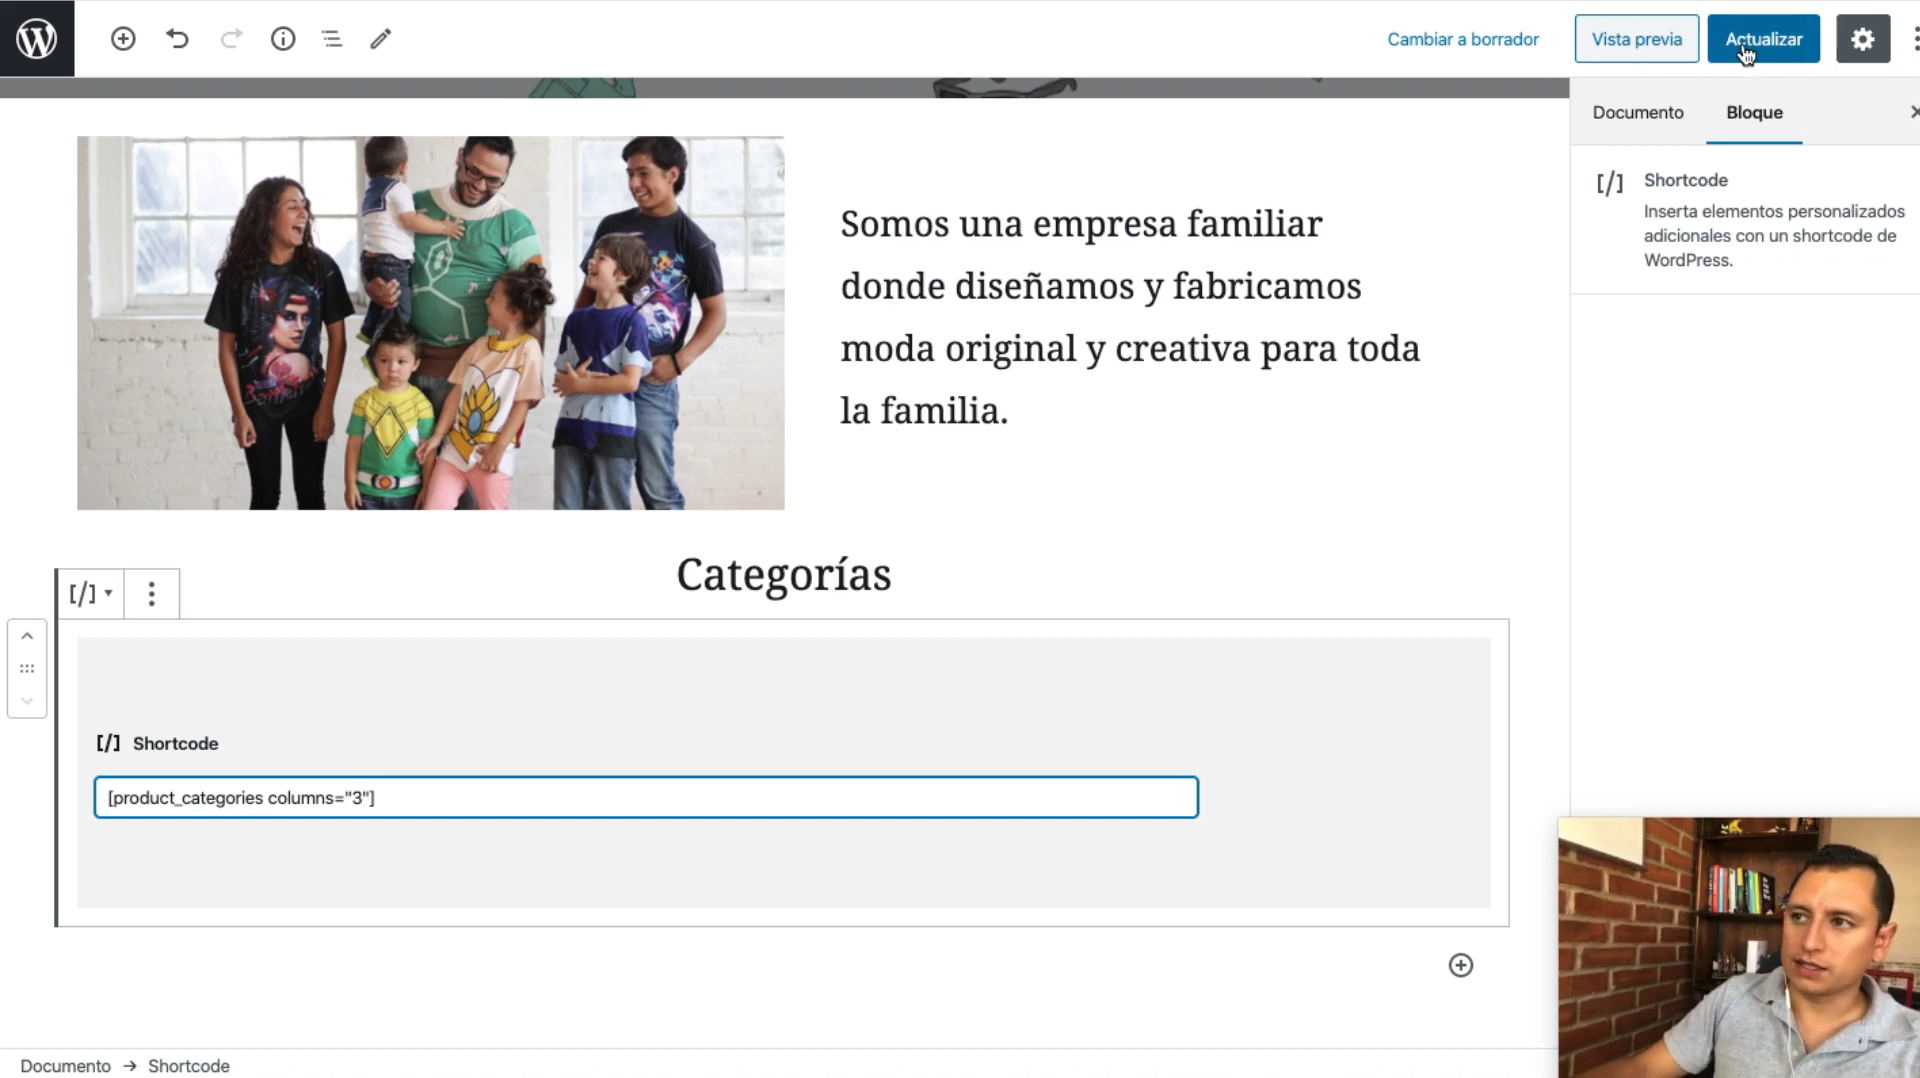 Cambiar a borrador
Vista previa
Actualizar
Documento
Bloque
[/] Shortcode
Inserta elementos personalizados
adicionales con un shortcode de
WordPress.
Somos una empresa familiar
donde diseñamos y fabricamos
moda original y creativa para toda
la familia.
Categorías
[/]
[/] Shortcode
[product_categories columns="3"]
Documento → Shortcode